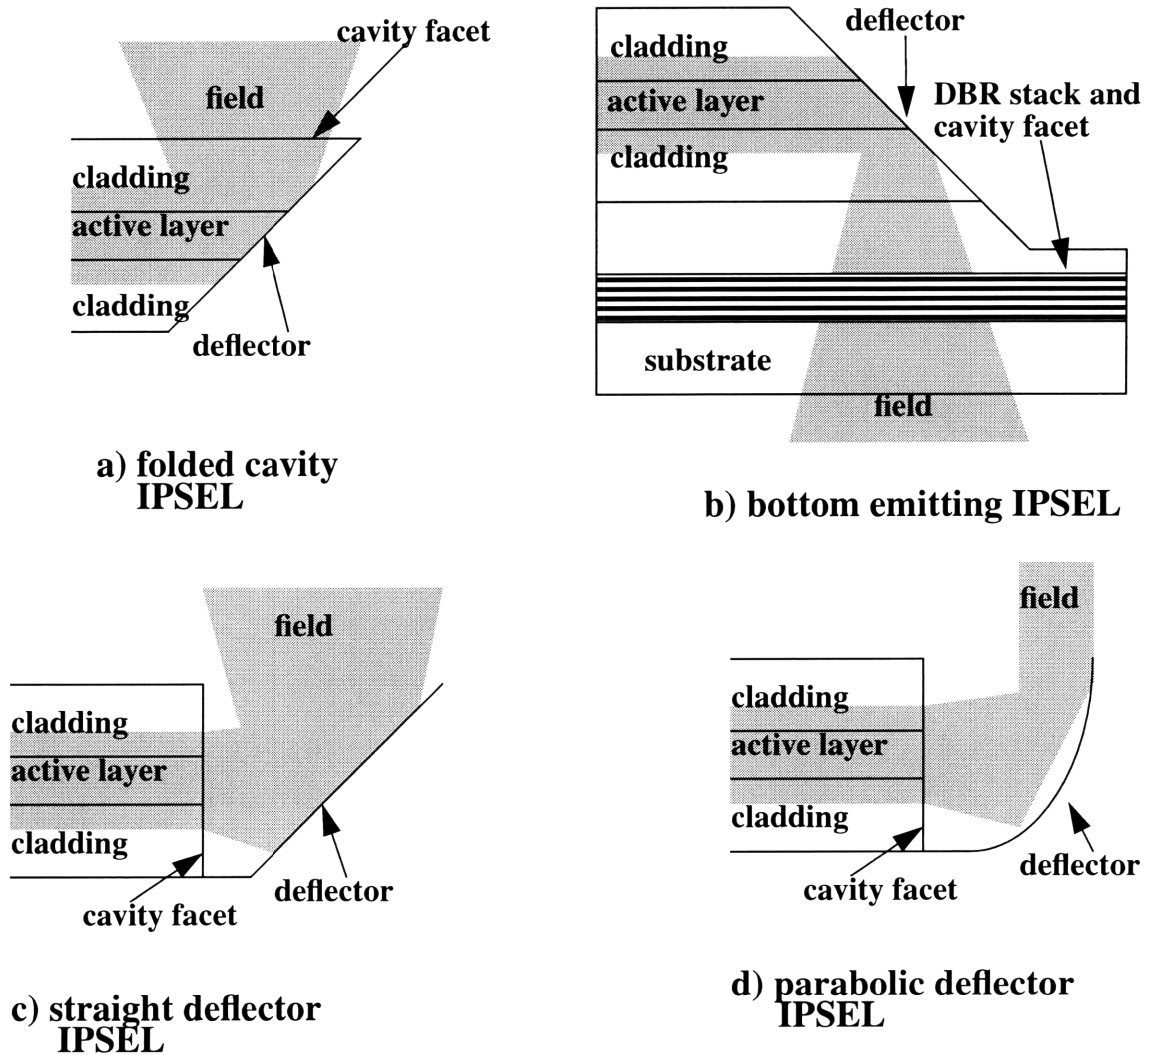 cavity facet
field
cladding
active layer
cladding
deflector
a) folded cavity
IPSEL
deflector
cladding
DBR stack and
active layer
cavity facet
cladding
substrate
field
b) bottom emitting IPSEL
field
cladding
active layer
cladding
deflector
cavity facet
c) straight deflector
IPSEL
field
cladding
active layer
cladding
deflector
cavity facet
d) parabolic deflector
IPSEL